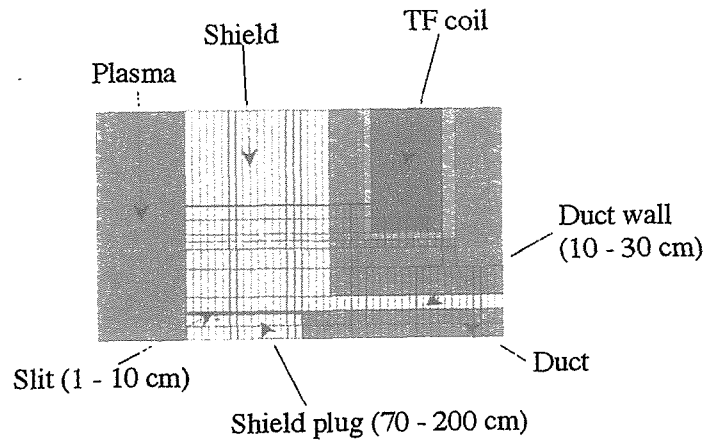 TF coil
Shield
Plasma
Duct wall
(10 - 30 cm)
Duct
Slit (1 - 10 cm)
Shield plug (70 - 200 cm)